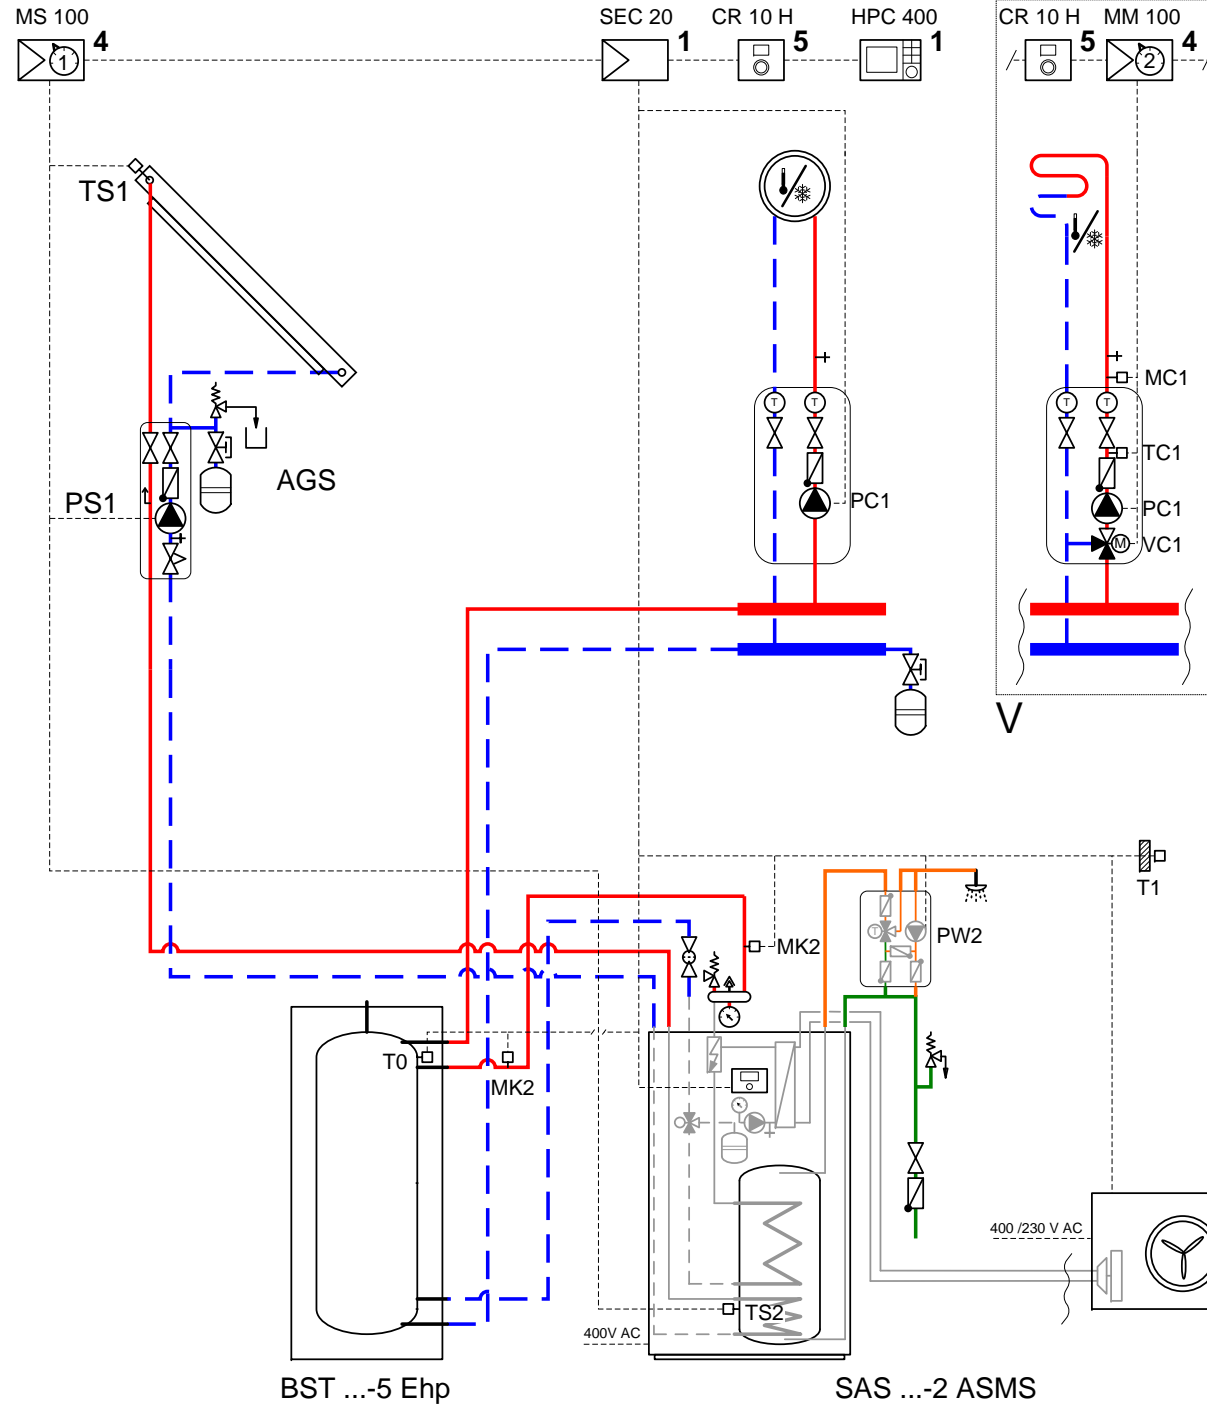 MS 100
SEC 20
CR 10 H
HPC 400
CR 10 H
MM 100
4
1
5
1
5
4
1
2
TS1
MC1
T
T
T
T
TC1
AGS
PS1
PC1
PC1
VC1
M
V
T1
PW2
T
MK2
T0
MK2
400 /230 V AC
TS2
400V AC
BST ...-5 Ehp
SAS ...-2 ASMS